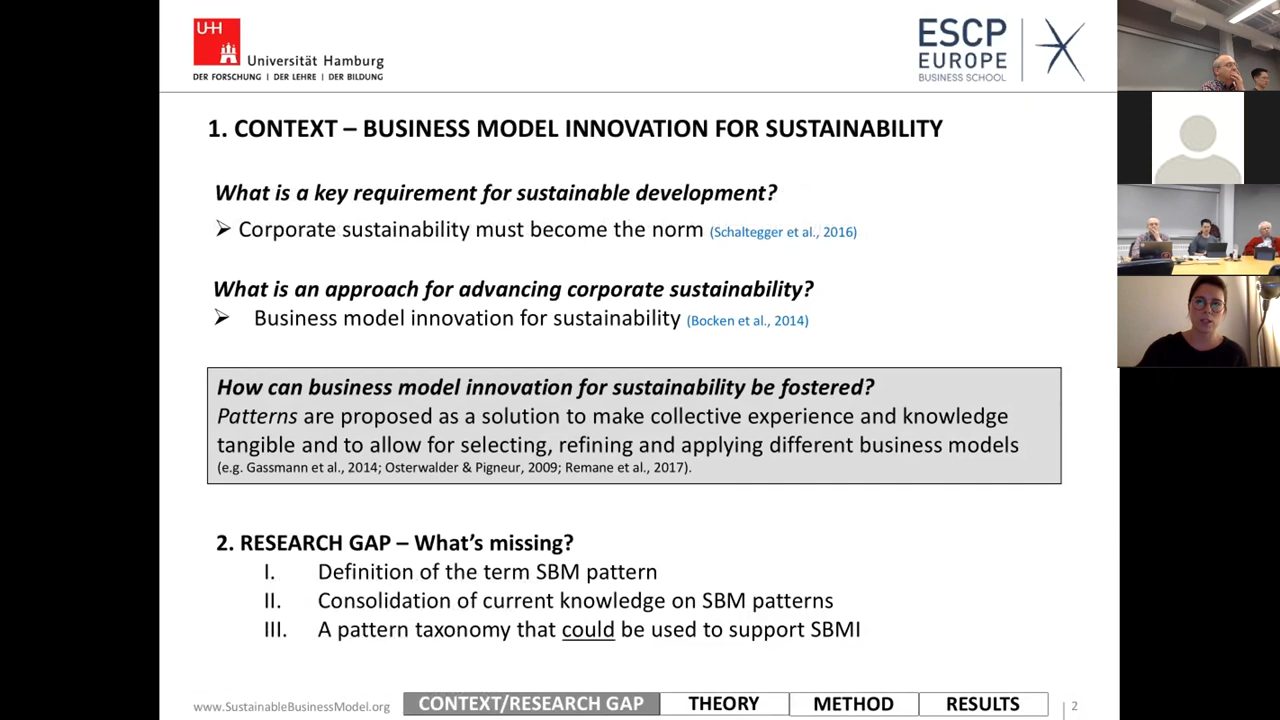 UHH
Universität Hamburg
DER FORSCHUNG | DER LEHRE | DER BILDUNG
ESCP
EUROPE
BUSINESS SCHOOL
1. CONTEXT – BUSINESS MODEL INNOVATION FOR SUSTAINABILITY
What is a key requirement for sustainable development?
➢ Corporate sustainability must become the norm (Schaltegger et al., 2016)
What is an approach for advancing corporate sustainability?
➢ Business model innovation for sustainability (Bocken et al., 2014)
How can business model innovation for sustainability be fostered?
Patterns are proposed as a solution to make collective experience and knowledge
tangible and to allow for selecting, refining and applying different business models
(e.g. Gassmann et al., 2014; Osterwalder & Pigneur, 2009; Remane et al., 2017).
2. RESEARCH GAP – What's missing?
I. Definition of the term SBM pattern
II. Consolidation of current knowledge on SBM patterns
III. A pattern taxonomy that could be used to support SBMI
www.SustainableBusinessModel.org CONTEXT/RESEARCH GAP THEORY METHOD RESULTS 2